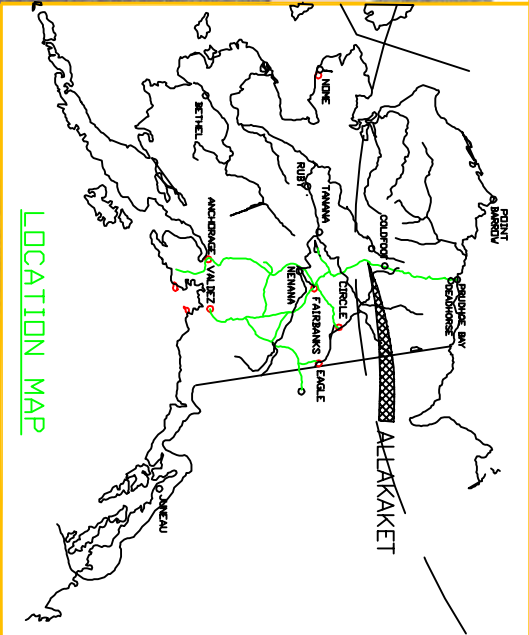 POINT
BARROW
PRUDHOE BAY
DEADHORSE
COLDFOOT
NOME
TANANA
RUBY
CIRCLE
EAGLE
FAIRBANKS
NENANA
BETHEL
ANCHORAGE
VALDEZ
JUNEAU
ALLAKAKET
LOCATION MAP